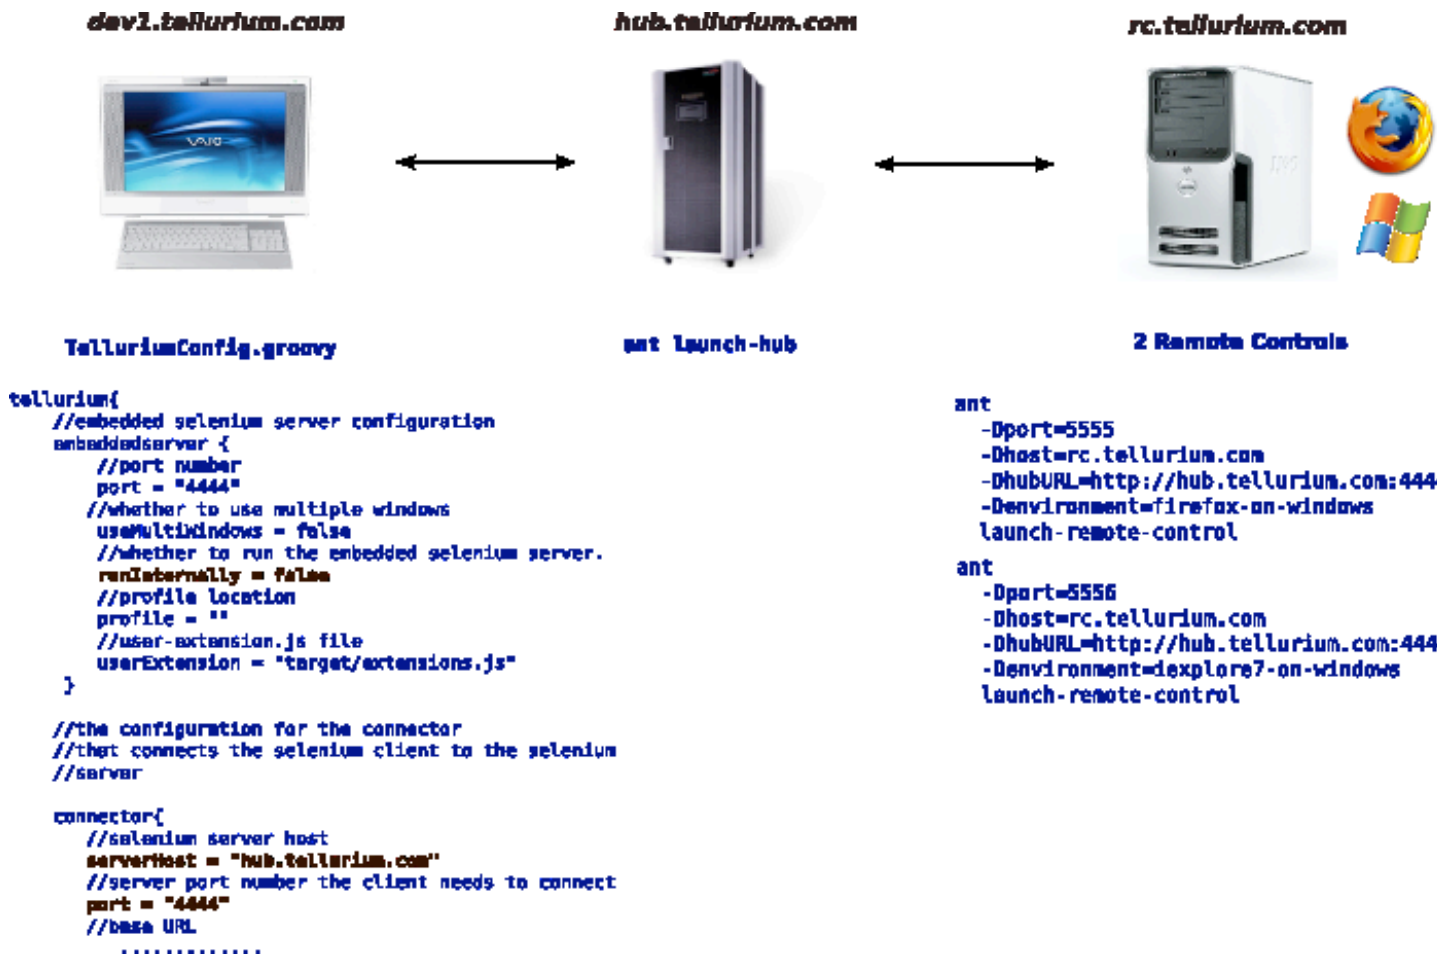 dev1.tellurium.com
hub.tellurium.com
rc.tellurium.com
VAIO
TelluriumConfig.groovy
ant launch-hub
2 Remote Controls
tellurium{
//embedded selenium server configuration
embeddedserver {
//port number
port = "4444"
//whether to use multiple windows
useMultiWindows = false
//whether to run the embedded selenium server.
runInternally = false
//profile location
profile = ""
//user-extension.js file
userExtension = "target/extensions.js"
}
//the configuration for the connector
//that connects the selenium client to the selenium
//server
connector{
//selenium server host
serverHost = "hub.tellurium.com"
//server port number the client needs to connect
port = "4444"
//base URL
.............
ant
-Dport=5555
-Dhost=rc.tellurium.com
-DhubURL=http://hub.tellurium.com:444
-Denvironment=firefox-on-windows
launch-remote-control
ant
-Dport=5556
-Dhost=rc.tellurium.com
-DhubURL=http://hub.tellurium.com:444
-Denvironment=iexplore7-on-windows
launch-remote-control